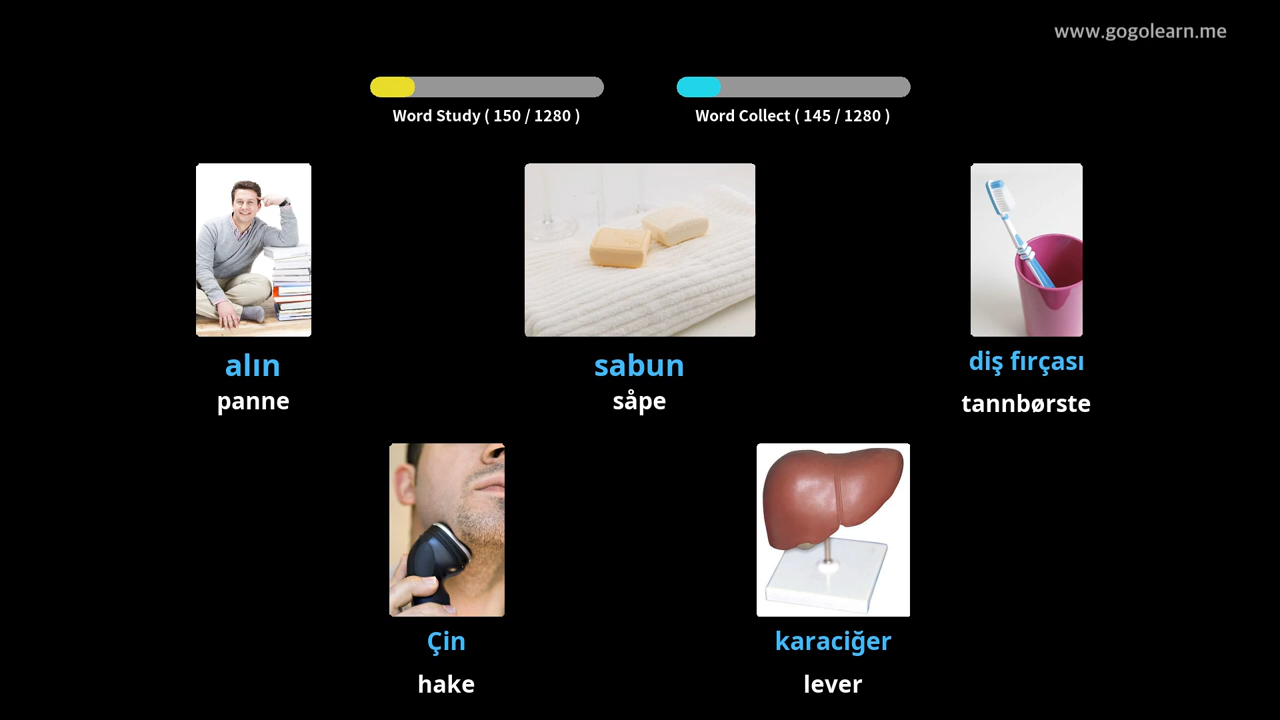 www.gogolearn.me
Word Study ( 150 / 1280 )
Word Collect ( 145 / 1280 )
alın
panne
sabun
såpe
diş fırçası
tannbørste
Çin
hake
karaciğer
lever